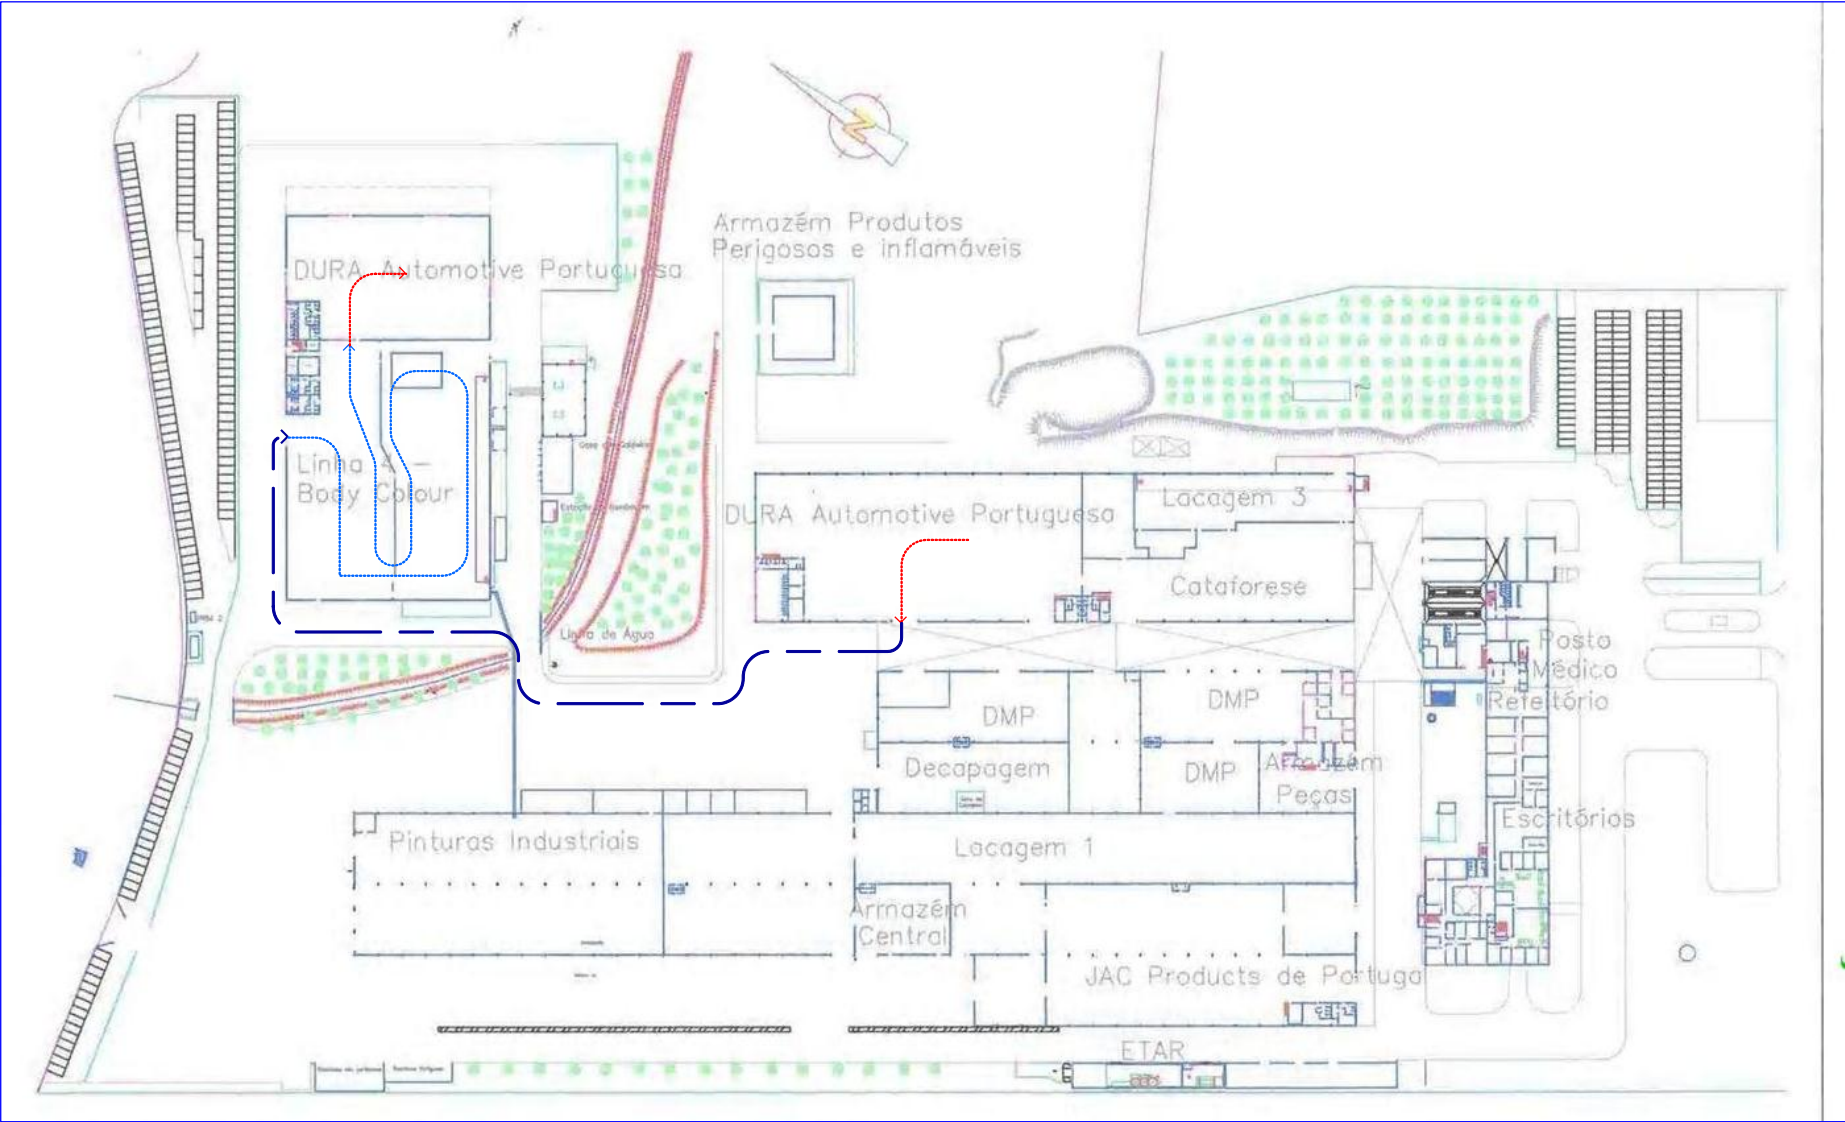 Armazém Produtos
Perigosos e inflamáveis
DURA Automotive Portuguesa
Linha 4 –
Body Colour
Linha de Água
DURA Automotive Portuguesa
Lacagem 3
Cataforese
Posto
Médico
Refeitório
DMP
DMP
Decapagem
DMP
Armazém
Peças
Escritórios
Pinturas Industriais
Lacagem 1
Armazém
Central
JAC Products de Portuga
ETAR